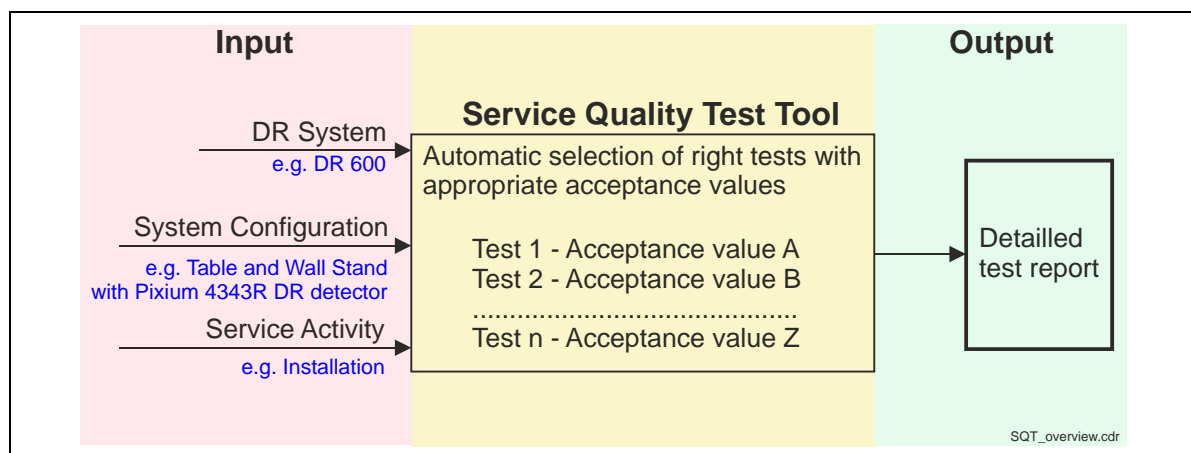 Input
Output
Service Quality Test Tool
DR System
e.g. DR 600
System Configuration
e.g. Table and Wall Stand
with Pixium 4343R DR detector
Service Activity
e.g. Installation
Automatic selection of right tests with
appropriate acceptance values
Test 1 - Acceptance value A
Test 2 - Acceptance value B
............................................
Test n - Acceptance value Z
Detailled
test report
SQT_overview.cdr